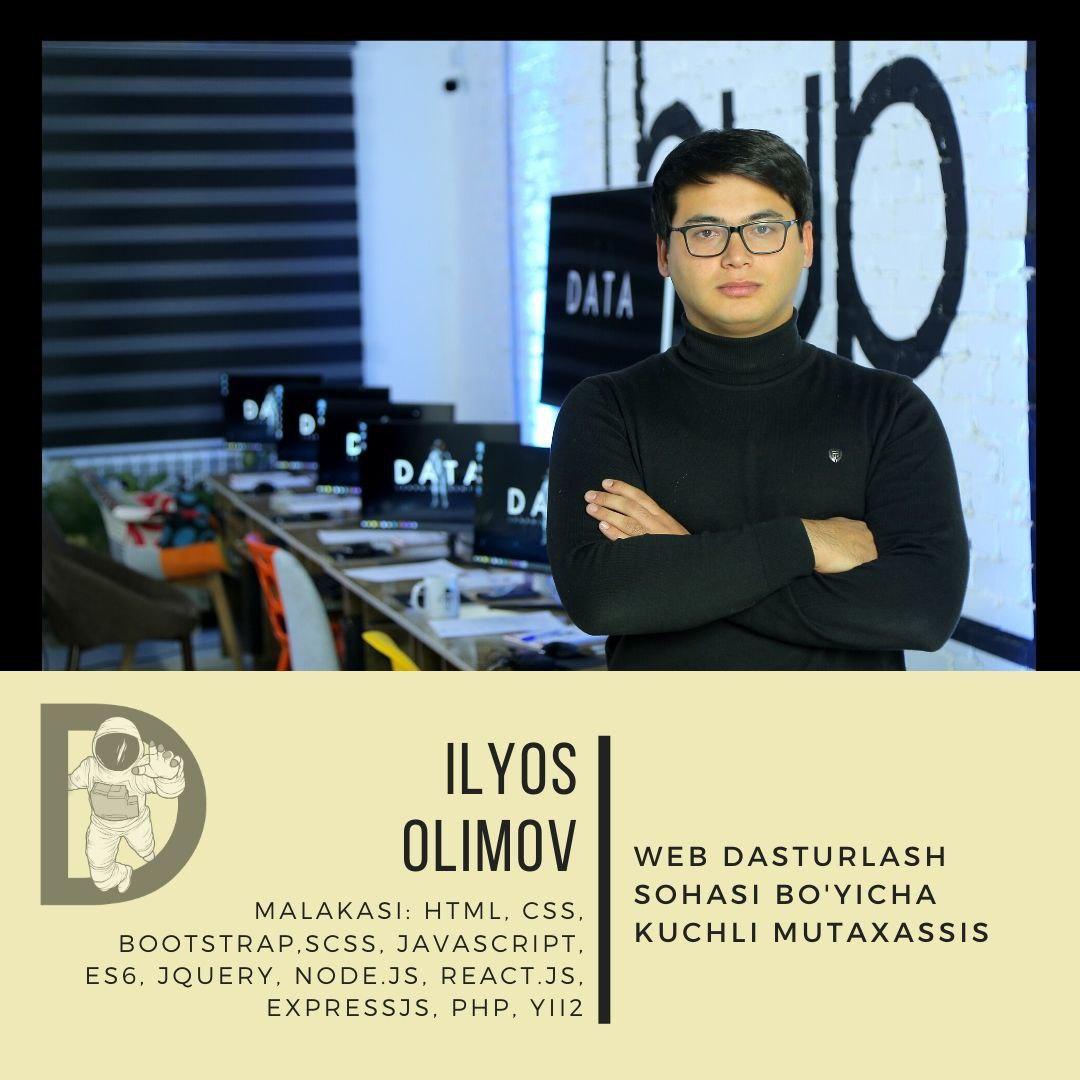 hub
DATA
DATA
D
ILYOS
OLIMOV
MALAKASI: HTML, CSS,
BOOTSTRAP,SCSS, JAVASCRIPT,
ES6, JQUERY, NODE.JS, REACT.JS,
EXPRESSJS, PHP, YII2
WEB DASTURLASH
SOHASI BO'YICHA
KUCHLI MUTAXASSIS